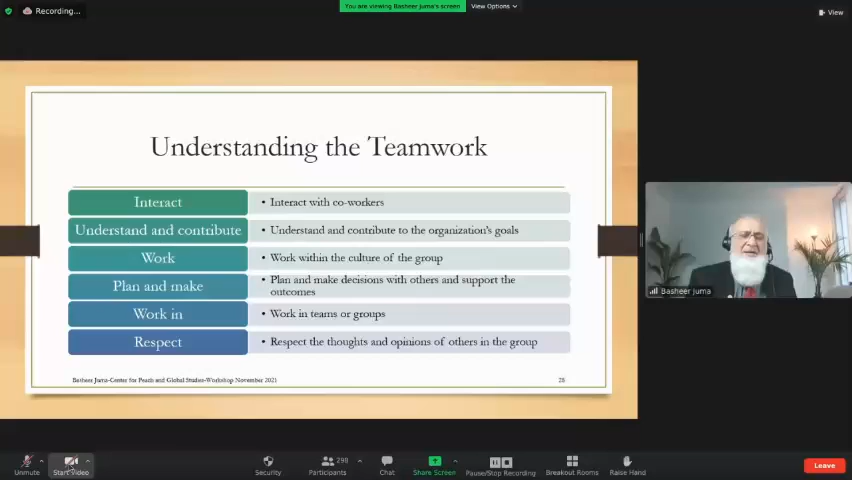 Recording...
You are viewing Basheer Juma's screen
View Options
View
Understanding the Teamwork
Interact
• Interact with co-workers
Understand and contribute
• Understand and contribute to the organization's goals
Work
• Work within the culture of the group
Plan and make
• Plan and make decisions with others and support the
outcomes
Work in
• Work in teams or groups
Respect
• Respect the thoughts and opinions of others in the group
Basheer Juma-Center for Peach and Global Studies-Workshop November 2021
28
Basheer Juma
Unmute
Start Video
Security
Participants
298
Chat
Share Screen
Pause/Stop Recording
Breakout Rooms
Raise Hand
Leave